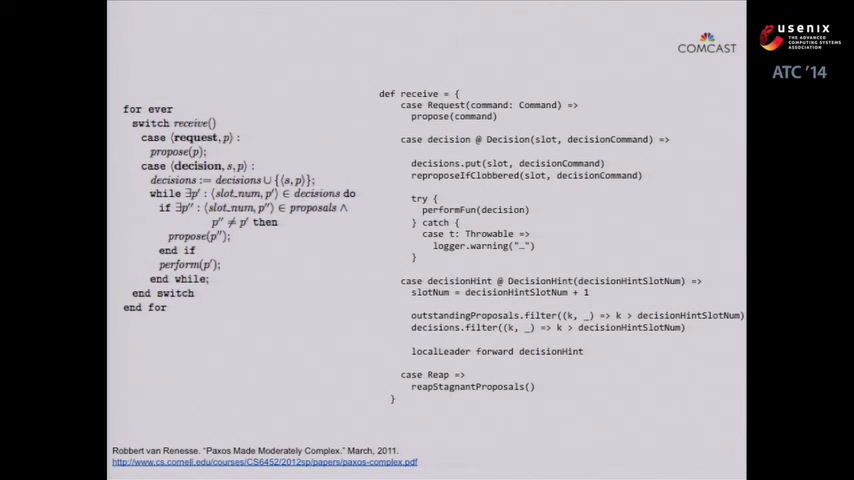 COMCAST
usenix
THE ADVANCED
COMPUTING SYSTEMS
ASSOCIATION
ATC '14
for ever
switch receive()
case ⟨request, p⟩ :
propose(p);
case ⟨decision, s, p⟩ :
decisions := decisions ∪ {⟨s, p⟩};
while ∃p′ : ⟨slot_num, p′⟩ ∈ decisions do
if ∃p″ : ⟨slot_num, p″⟩ ∈ proposals ∧
p″ ≠ p′ then
propose(p″);
end if
perform(p′);
end while;
end switch
end for
def receive = {
case Request(command: Command) =>
propose(command)
case decision @ Decision(slot, decisionCommand) =>
decisions.put(slot, decisionCommand)
reproposeIfClobbered(slot, decisionCommand)
try {
performFun(decision)
} catch {
case t: Throwable =>
logger.warning("…")
}
case decisionHint @ DecisionHint(decisionHintSlotNum) =>
slotNum = decisionHintSlotNum + 1
outstandingProposals.filter((k, _) => k > decisionHintSlotNum)
decisions.filter((k, _) => k > decisionHintSlotNum)
localLeader forward decisionHint
case Reap =>
reapStagnantProposals()
}
Robbert van Renesse. "Paxos Made Moderately Complex." March, 2011.
http://www.cs.cornell.edu/courses/CS6452/2012sp/papers/paxos-complex.pdf